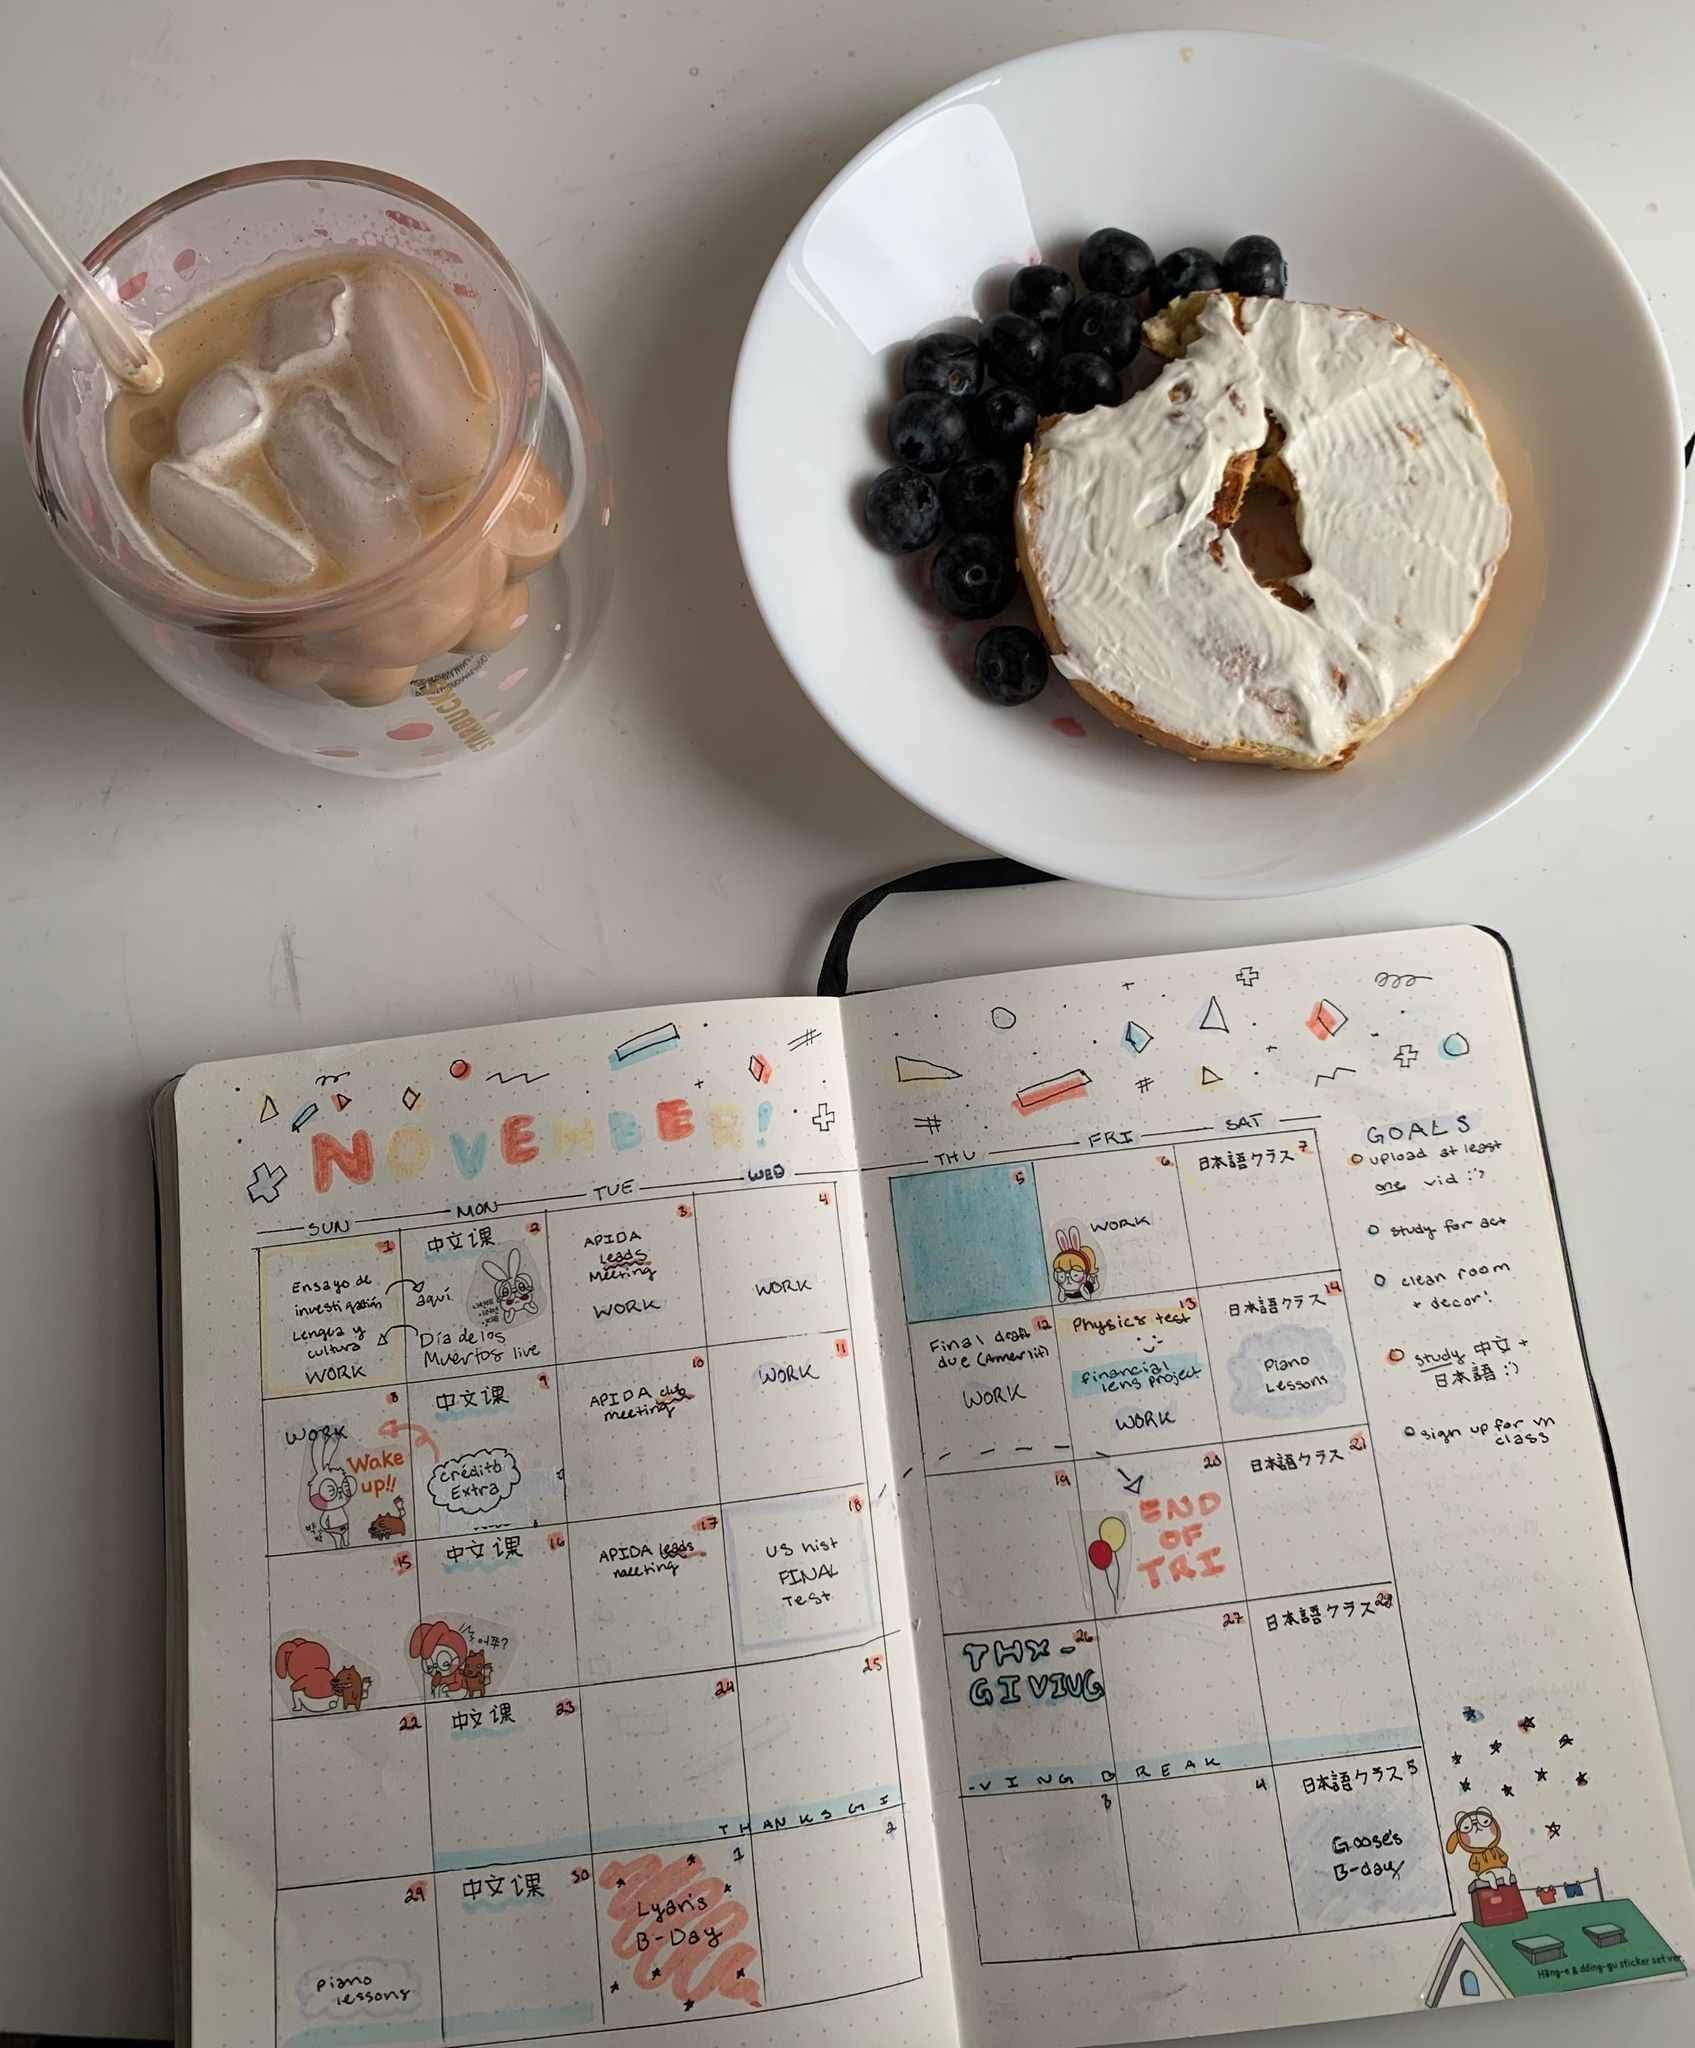 STARBUCKS
NOVEMBER!
SUN
MON
TUE
WED
THU
FRI
SAT
1
Ensayo de
investigación
Lengua y
cultura
WORK
2
中文课
aquí
Día de los
Muertos live
3
APIDA
leads
Meeting
WORK
4
WORK
5
6
WORK
7
日本語クラス
8
WORK
Wake
up!!
9
中文课
Crédito
Extra
10
APIDA club
meeting
11
WORK
12
Final draft
due (Amer lit)
WORK
13
Physics test
financial
lens project
WORK
14
日本語クラス
Piano
Lessons
15
16
中文课
어쭈?
17
APIDA leads
meeting
18
US hist
FINAL
Test
19
20
END
OF
TRI
21
日本語クラス
22
23
中文课
24
25
THANKSGI
26
THX-
GIVING
27
28
日本語クラス
-VING BREAK
29
piano
lessons
30
中文课
1
Lyan's
B-Day
2
3
4
5
日本語クラス
Goose's
B-day
GOALS
upload at least
one vid :)
study for act
clean room
+ decor!
study 中文 +
日本語 :)
sign up for vn
class
Häng-e & dding-gu sticker set ver.